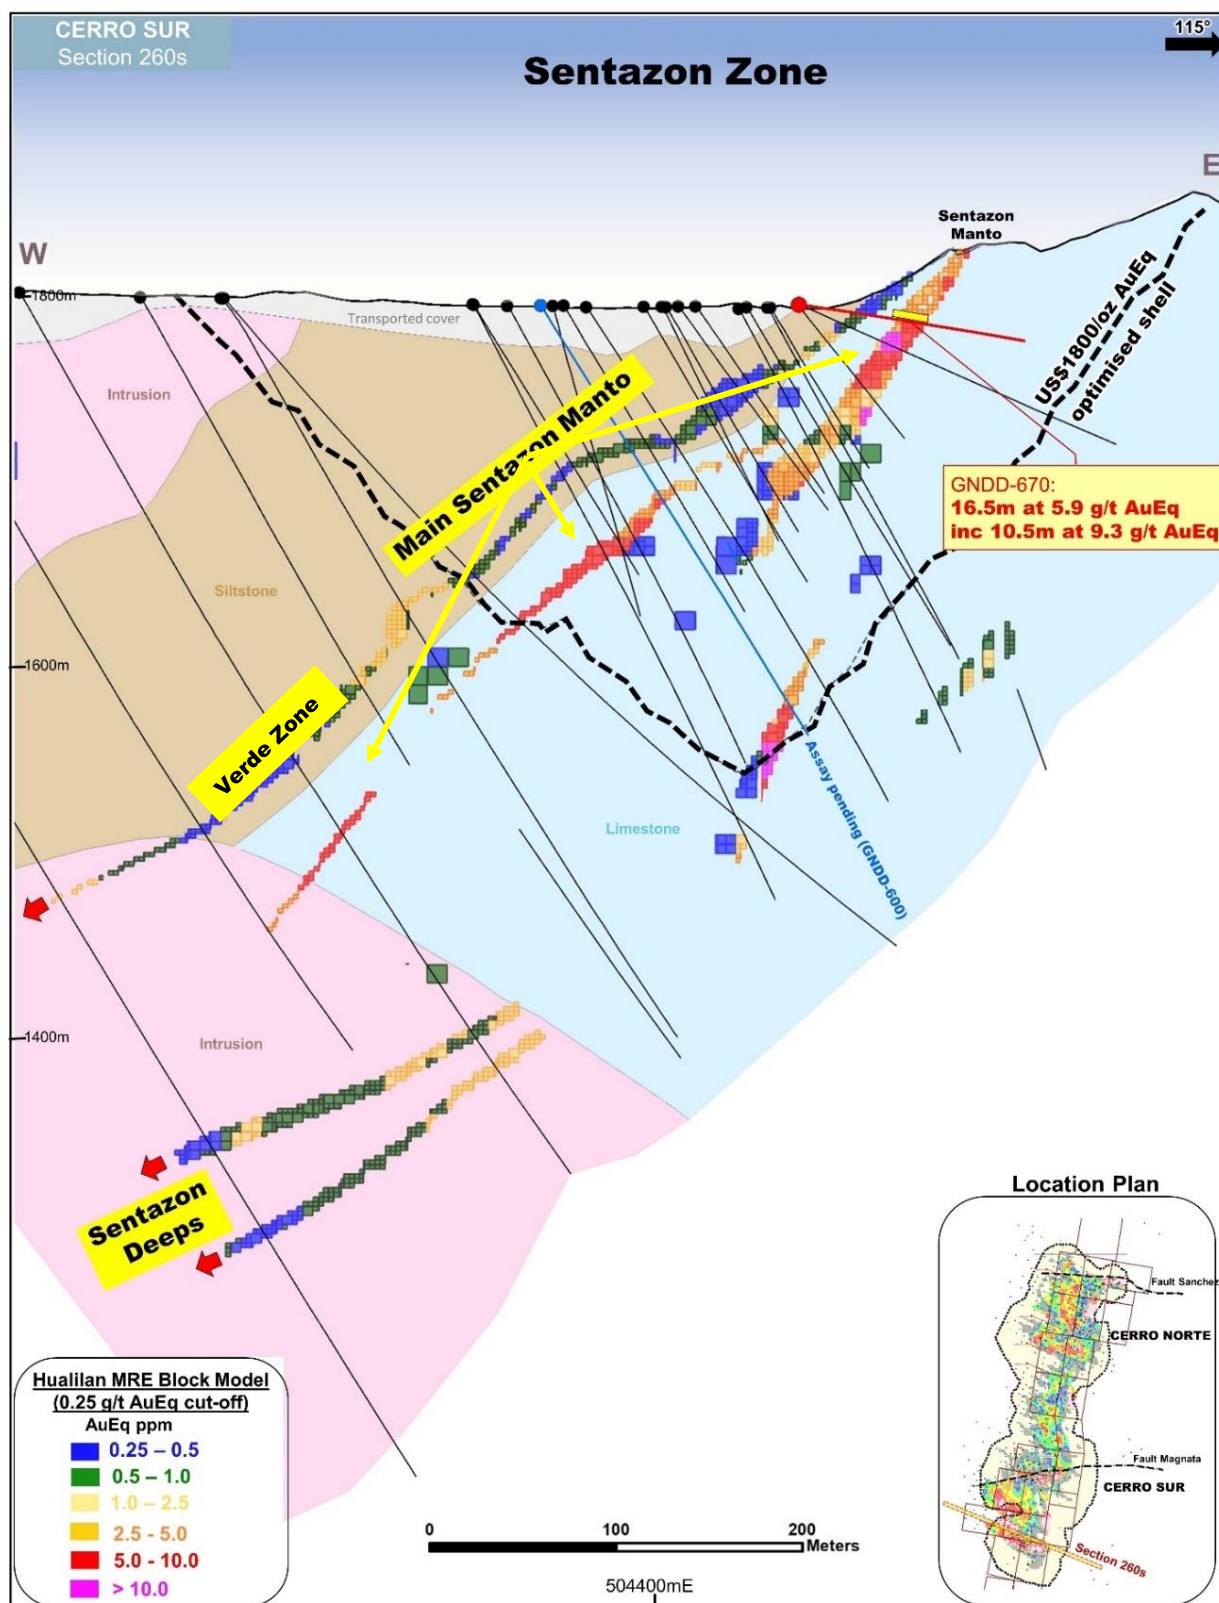 CERRO SUR
Section 260s
115°
Sentazon Zone
E
Sentazon
Manto
W
1800m
Transported cover
US$1800/oz AuEq
optimised shell
Intrusion
Main Sentazon Manto
GNDD-670:
16.5m at 5.9 g/t AuEq
inc 10.5m at 9.3 g/t AuEq
Siltstone
1600m
Verde Zone
Assay pending (GNDD-600)
Limestone
1400m
Intrusion
Sentazon
Deeps
Location Plan
Fault Sanchez
CERRO NORTE
Fault Magnata
CERRO SUR
Section 260s
Hualilan MRE Block Model
(0.25 g/t AuEq cut-off)
AuEq ppm
0.25 – 0.5
0.5 – 1.0
1.0 – 2.5
2.5 - 5.0
5.0 - 10.0
> 10.0
0 100 200
Meters
504400mE